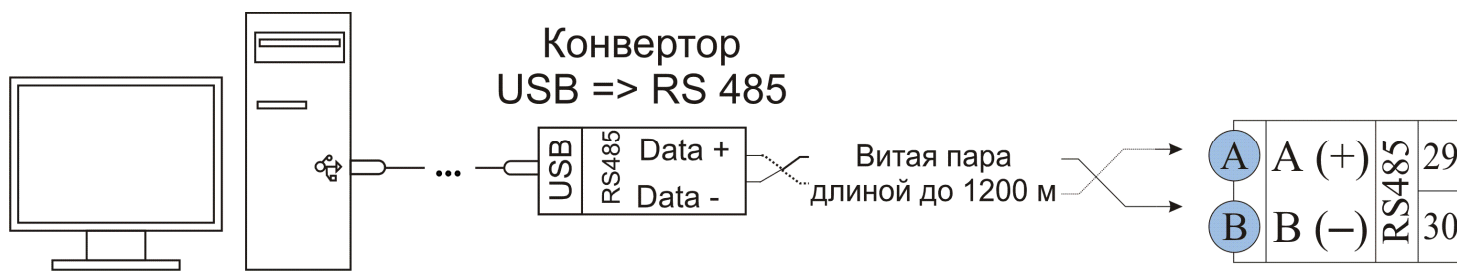 Конвертор
USB => RS 485
USB
RS485
Data +
Data -
Витая пара
длиной до 1200 м
A
A (+)
B
B (–)
RS485
29
30